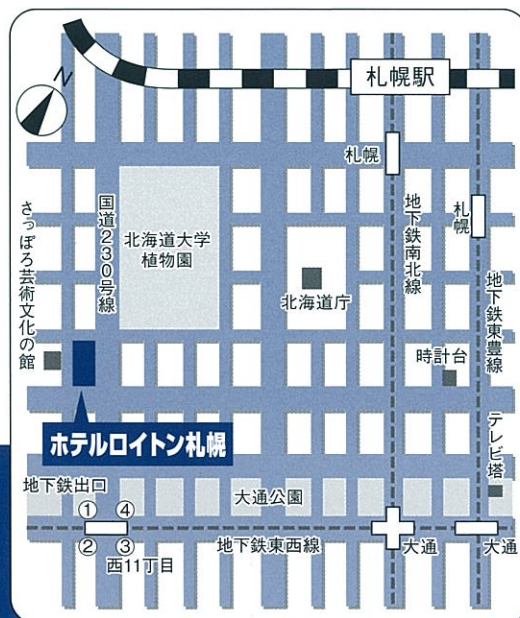 札幌駅
N
札幌
札幌
国道230号線
さっぽろ芸術文化の館
北海道大学
植物園
北海道庁
地下鉄南北線
地下鉄東豊線
時計台
ホテルロイトン札幌
テレビ塔
地下鉄出口
大通公園
① ④
② ③
西11丁目
地下鉄東西線
大通
大通